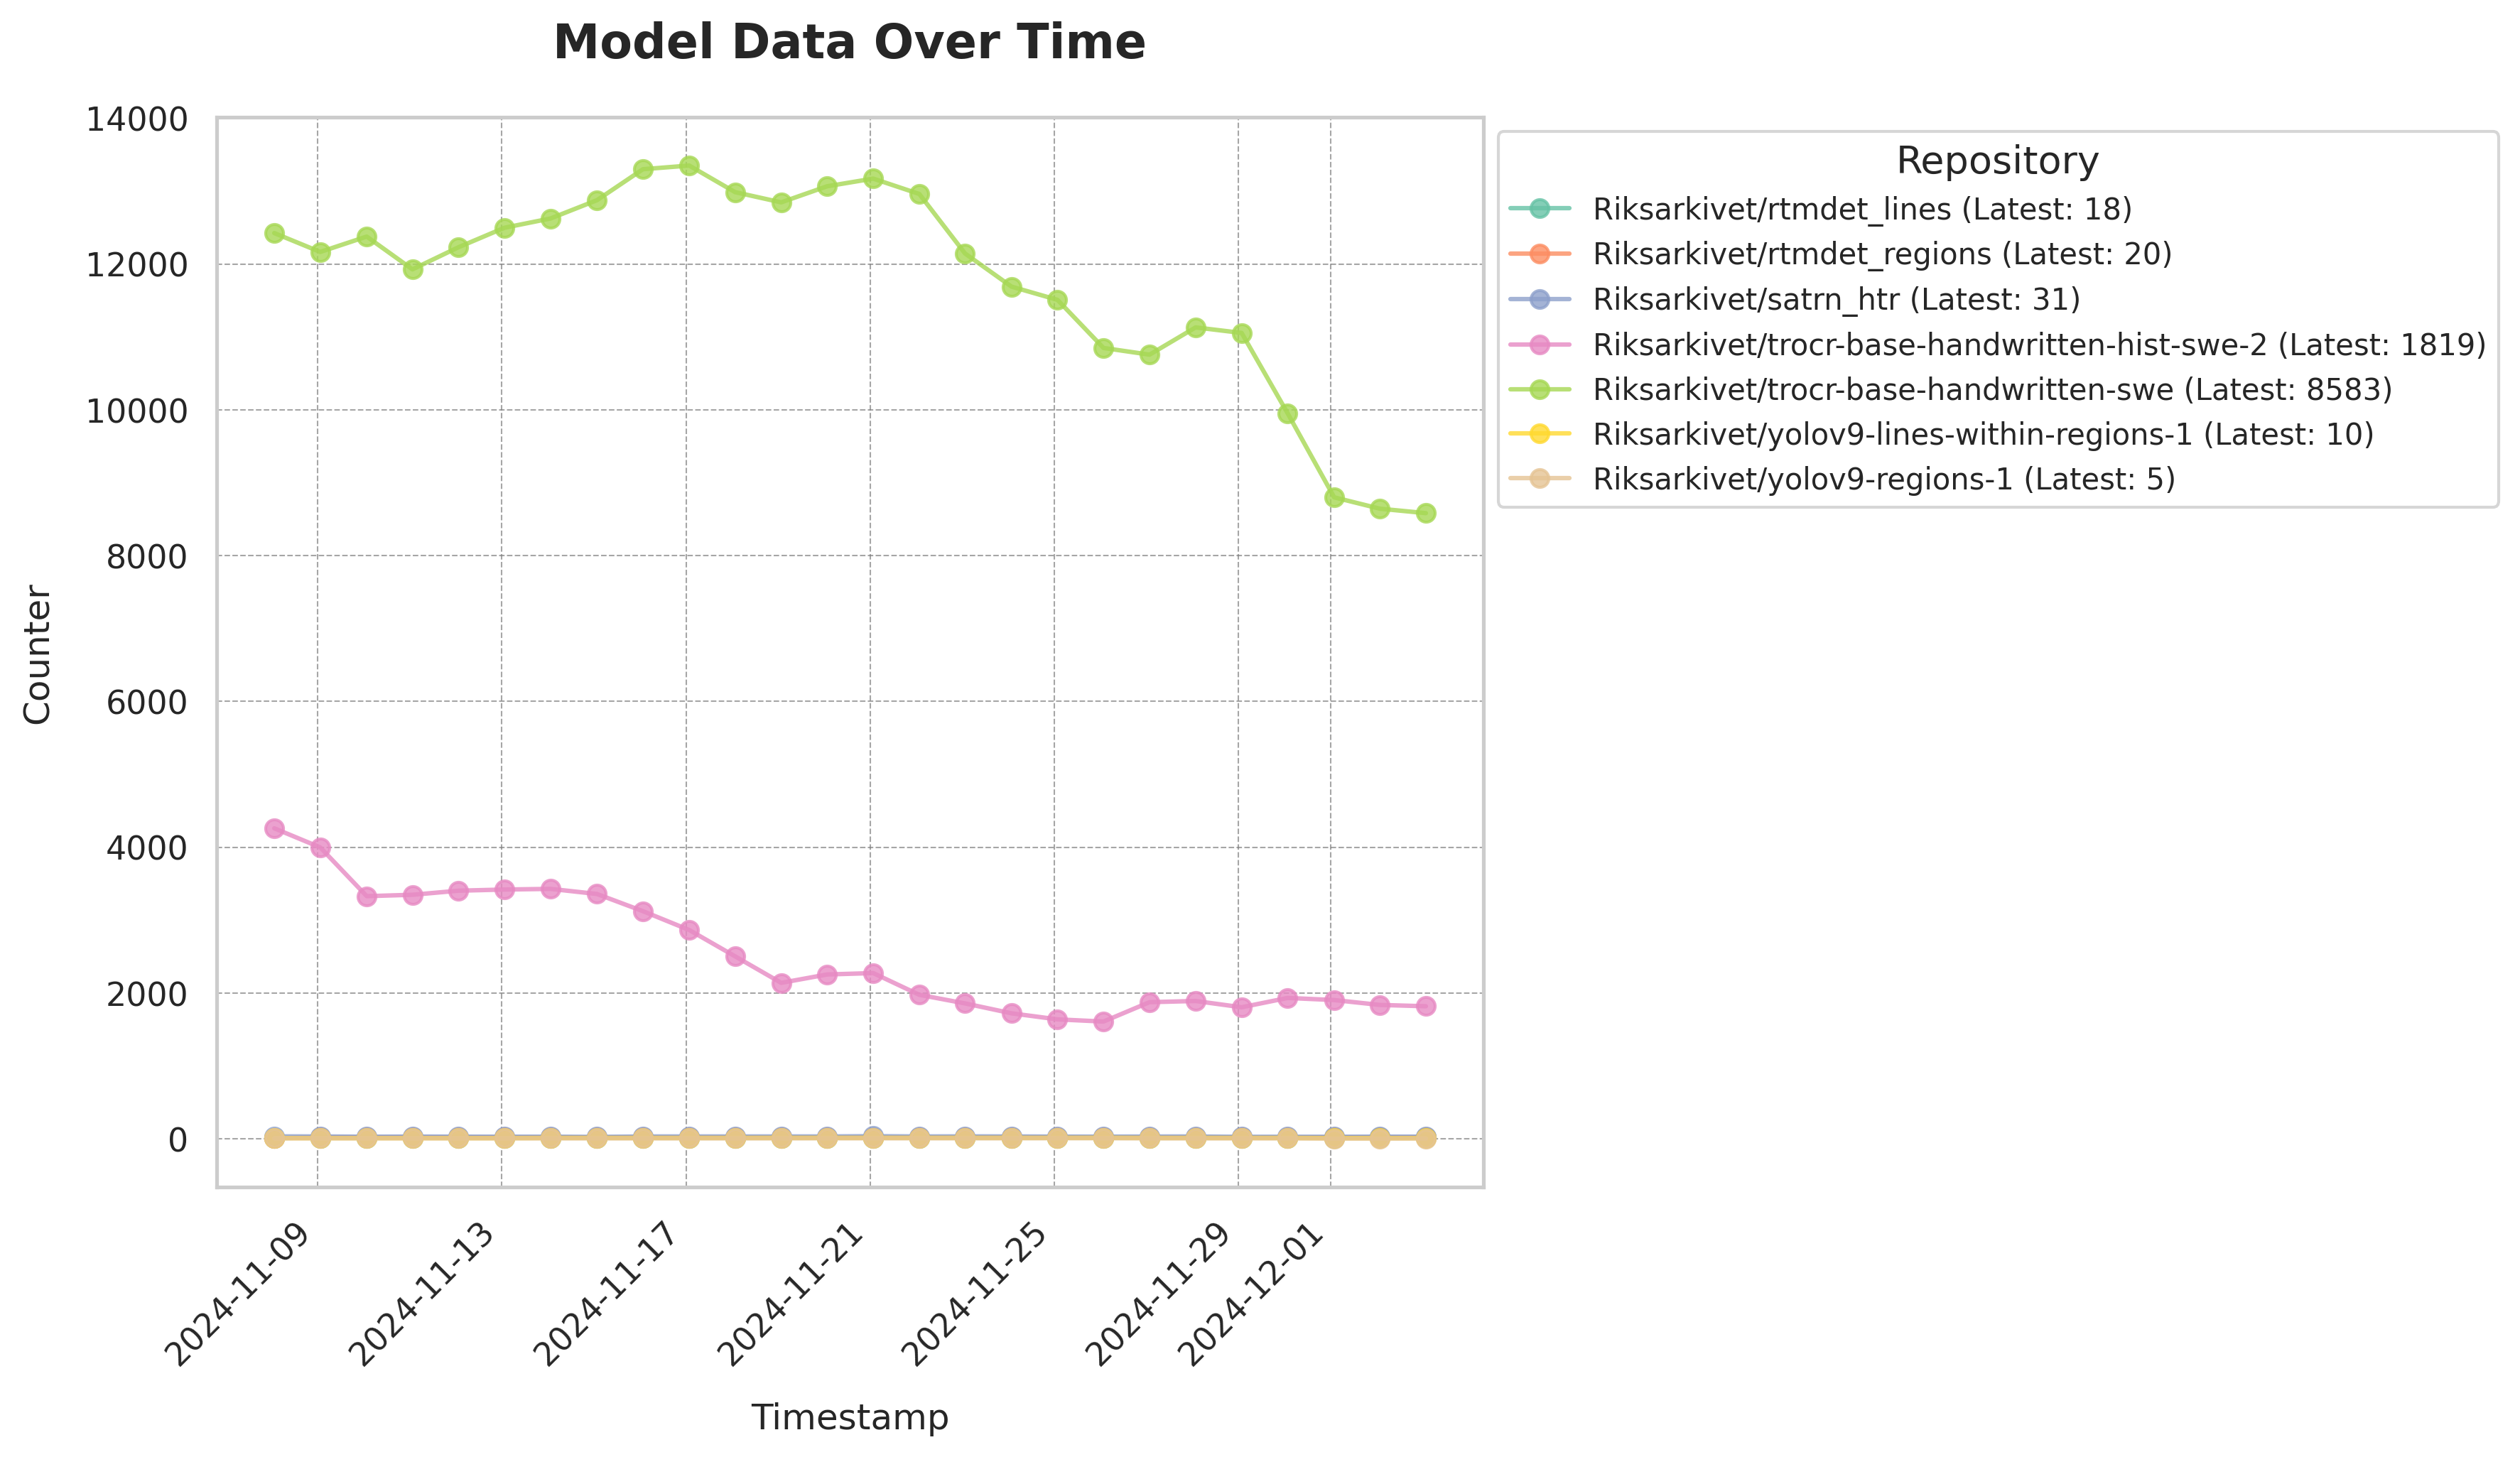 Model Data Over Time
14000
12000
10000
8000
6000
4000
2000
0
Counter
2024-11-09
2024-11-13
2024-11-17
2024-11-21
2024-11-25
2024-11-29
2024-12-01
Timestamp
Repository
Riksarkivet/rtmdet_lines (Latest: 18)
Riksarkivet/rtmdet_regions (Latest: 20)
Riksarkivet/satrn_htr (Latest: 31)
Riksarkivet/trocr-base-handwritten-hist-swe-2 (Latest: 1819)
Riksarkivet/trocr-base-handwritten-swe (Latest: 8583)
Riksarkivet/yolov9-lines-within-regions-1 (Latest: 10)
Riksarkivet/yolov9-regions-1 (Latest: 5)